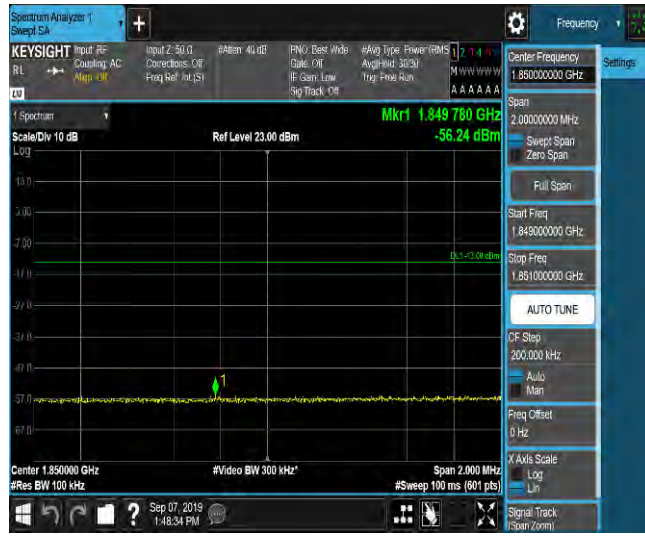 Spectrum Analyzer 1
Swept SA
+
Frequency
KEYSIGHT
RL
Input: RF
Coupling: AC
Align: Off
Input Z: 50 Ω
Corrections: Off
Freq Ref: Int (S)
#Atten: 40 dB
PNO: Best Wide
Gate: Off
IF Gain: Low
Sig Track: Off
#Avg Type: Power (RMS
Avg|Hold: 30/30
Trig: Free Run
M W W W W W
A A A A A A
Settings
Center Frequency
1.850000000 GHz
Span
2.00000000 MHz
Swept Span
Zero Span
Full Span
Start Freq
1.849000000 GHz
Stop Freq
1.851000000 GHz
AUTO TUNE
CF Step
200.000 kHz
Auto
Man
Freq Offset
0 Hz
X Axis Scale
Log
Lin
Signal Track
(Span Zoom)
1 Spectrum
Scale/Div 10 dB
Ref Level 23.00 dBm
Mkr1 1.849 780 GHz
-56.24 dBm
Log
13.0
3.00
-7.00
DL1 -13.00 dBm
-17.0
-27.0
-37.0
-47.0
1
-57.0
-67.0
Center 1.850000 GHz
#Video BW 300 kHz*
Span 2.000 MHz
#Res BW 100 kHz
#Sweep 100 ms (601 pts)
?
Sep 07, 2019
1:48:34 PM